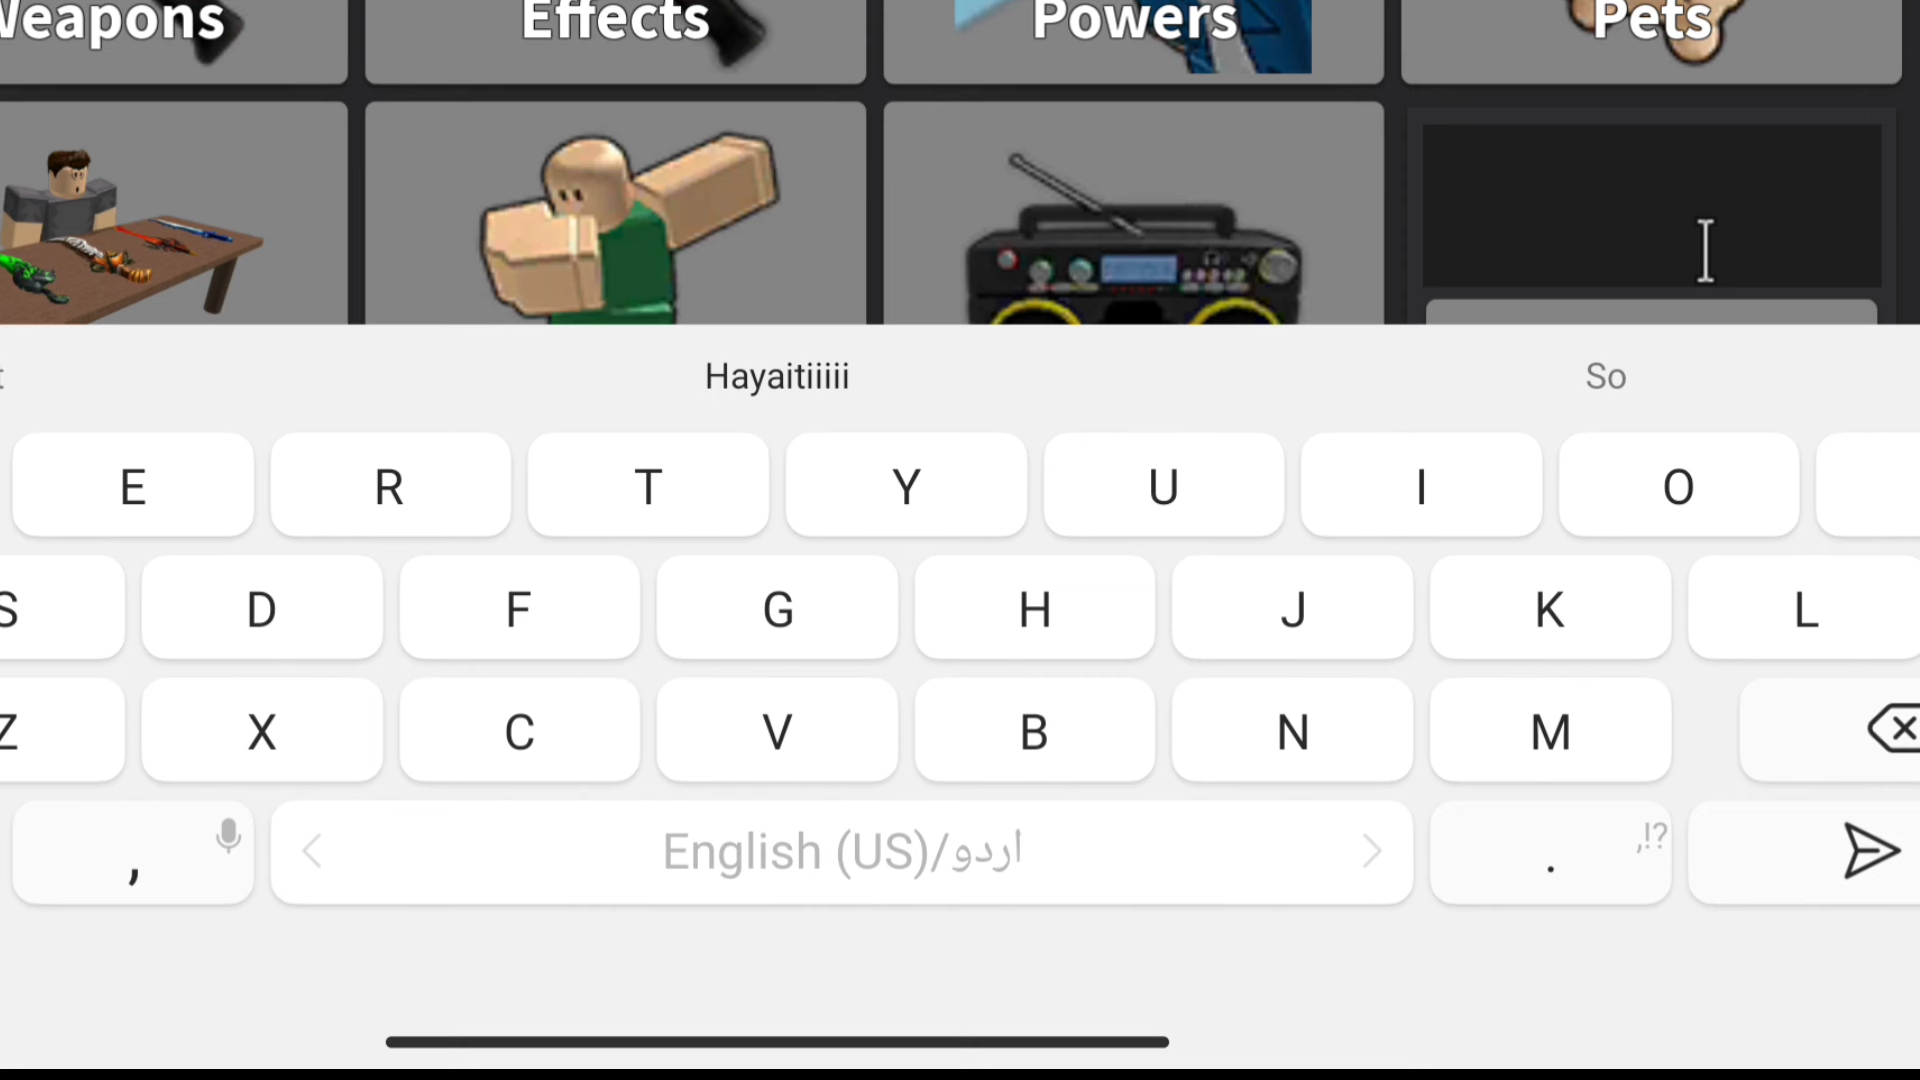 Weapons Effects Powers Pets
Hayaitiiiii So
E R T Y U I O
S D F G H J K L
Z X C V B N M
, English (US)/اردو . ,!?